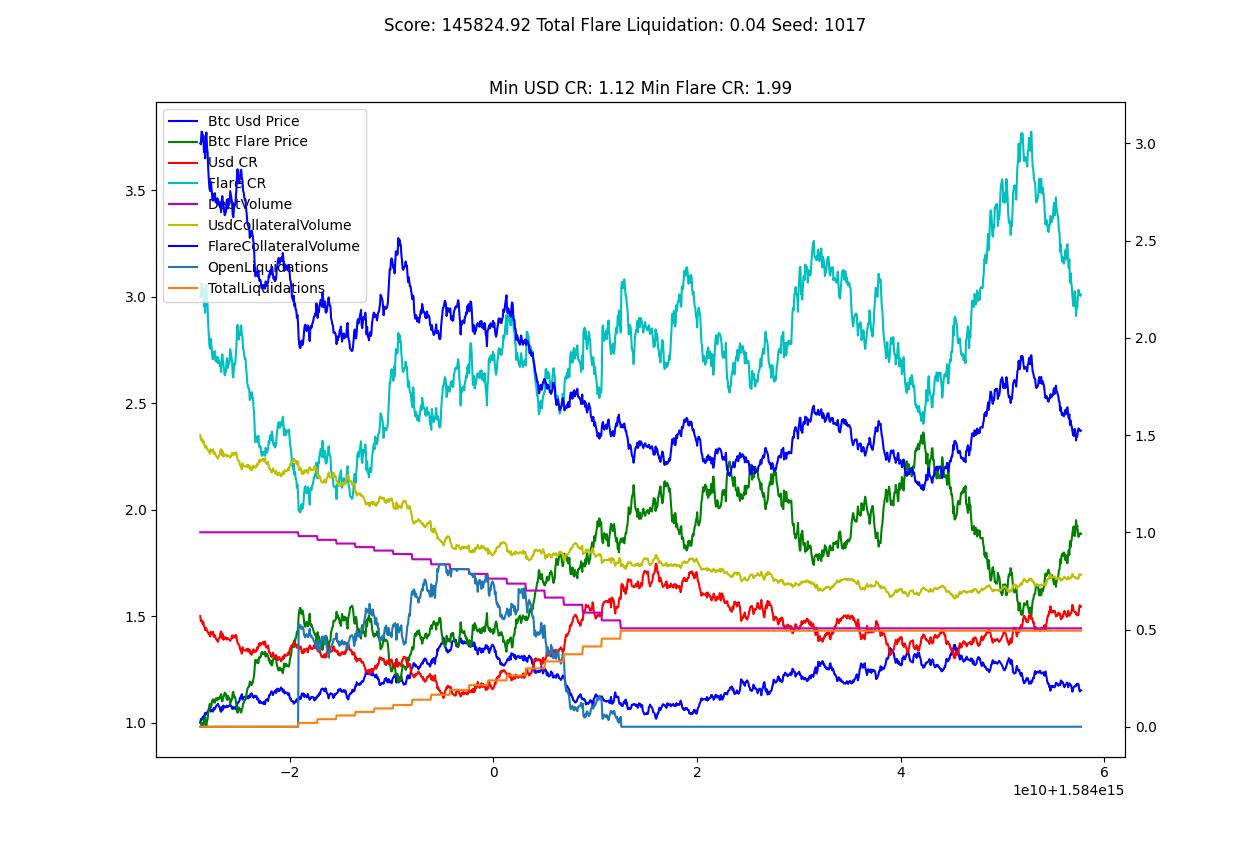 Score: 145824.92 Total Flare Liquidation: 0.04 Seed: 1017
Min USD CR: 1.12 Min Flare CR: 1.99
Btc Usd Price
Btc Flare Price
Usd CR
Flare CR
DebtVolume
UsdCollateralVolume
FlareCollateralVolume
OpenLiquidations
TotalLiquidations
3.5
3.0
2.5
2.0
1.5
1.0
3.0
2.5
2.0
1.5
1.0
0.5
0.0
−2
0
2
4
6
1e10+1.584e15